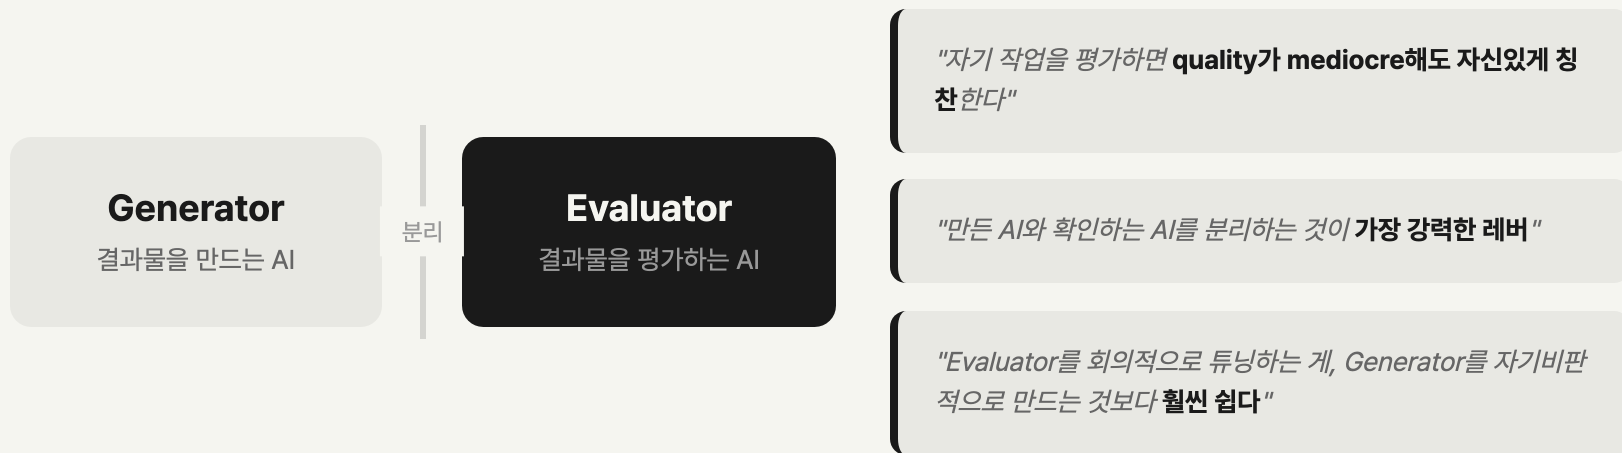 Generator
결과물을 만드는 AI
분리
Evaluator
결과물을 평가하는 AI
"자기 작업을 평가하면 quality가 mediocre해도 자신있게 칭
찬한다"
"만든 AI와 확인하는 AI를 분리하는 것이 가장 강력한 레버"
"Evaluator를 회의적으로 튜닝하는 게, Generator를 자기비판
적으로 만드는 것보다 훨씬 쉽다"